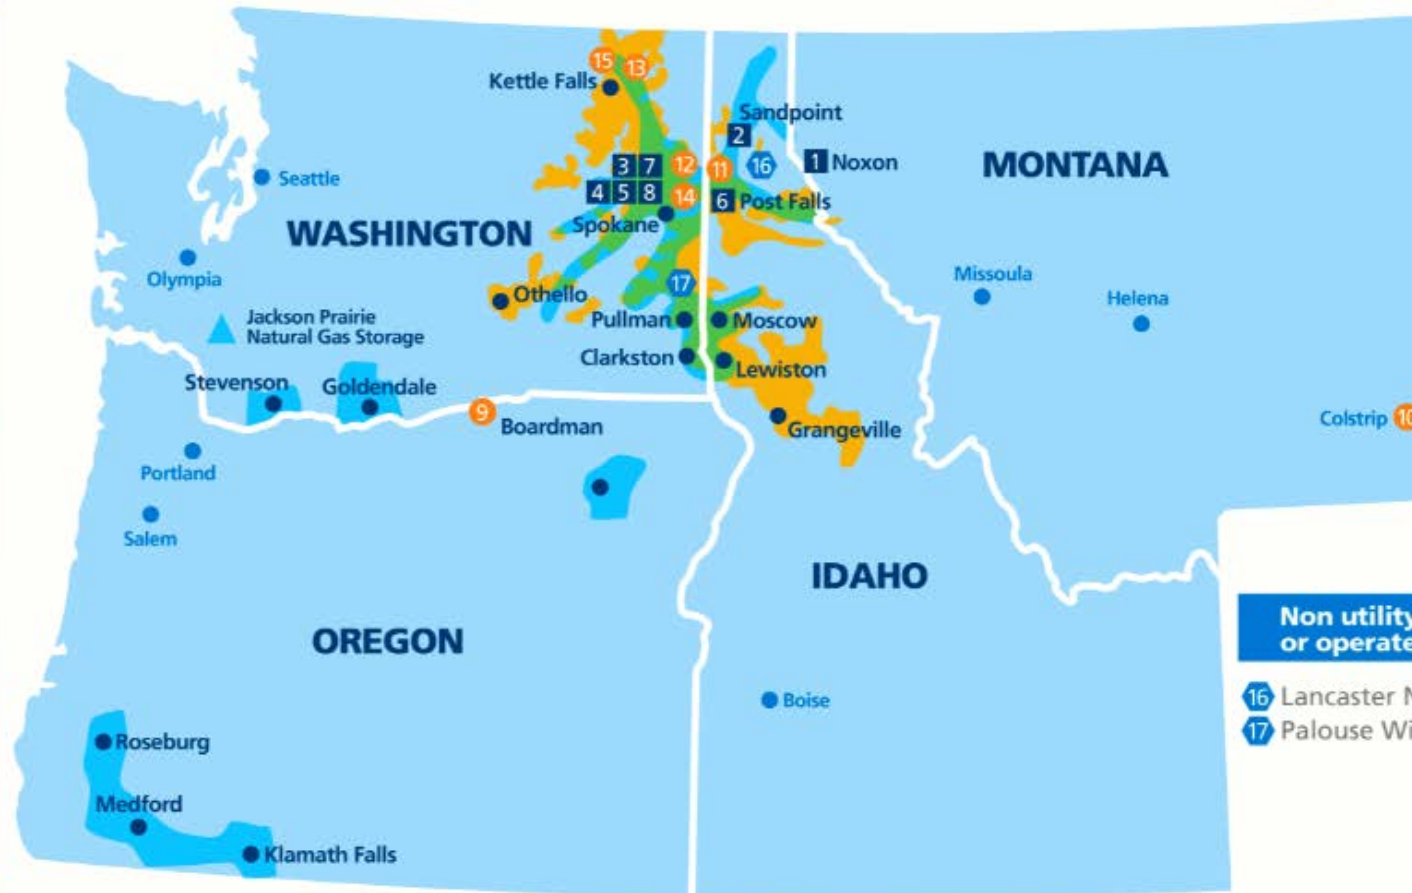 15
13
Kettle Falls
Sandpoint
2
3 7 12 11 16 1 Noxon
MONTANA
Seattle
4 5 8 14 6 Post Falls
Spokane
WASHINGTON
Olympia
17
Missoula
Othello
Helena
Jackson Prairie
Natural Gas Storage
Pullman
Moscow
Clarkston
Lewiston
Stevenson
Goldendale
9
Boardman
Grangeville
Colstrip 10
Portland
Salem
IDAHO
OREGON
Non utility
or operate
Boise
16 Lancaster
17 Palouse Wi
Roseburg
Medford
Klamath Falls